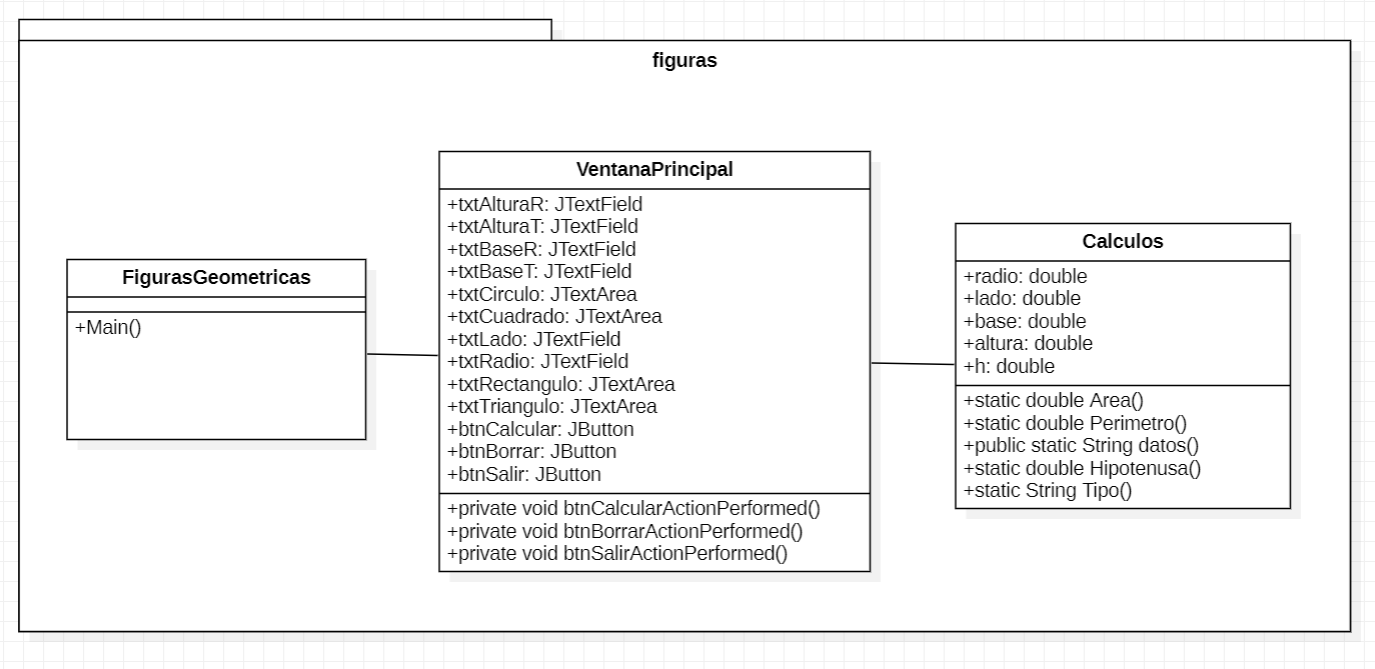 figuras
FigurasGeometricas
+Main()
VentanaPrincipal
+txtAlturaR: JTextField
+txtAlturaT: JTextField
+txtBaseR: JTextField
+txtBaseT: JTextField
+txtCirculo: JTextArea
+txtCuadrado: JTextArea
+txtLado: JTextField
+txtRadio: JTextField
+txtRectangulo: JTextArea
+txtTriangulo: JTextArea
+btnCalcular: JButton
+btnBorrar: JButton
+btnSalir: JButton
+private void btnCalcularActionPerformed()
+private void btnBorrarActionPerformed()
+private void btnSalirActionPerformed()
Calculos
+radio: double
+lado: double
+base: double
+altura: double
+h: double
+static double Area()
+static double Perimetro()
+public static String datos()
+static double Hipotenusa()
+static String Tipo()